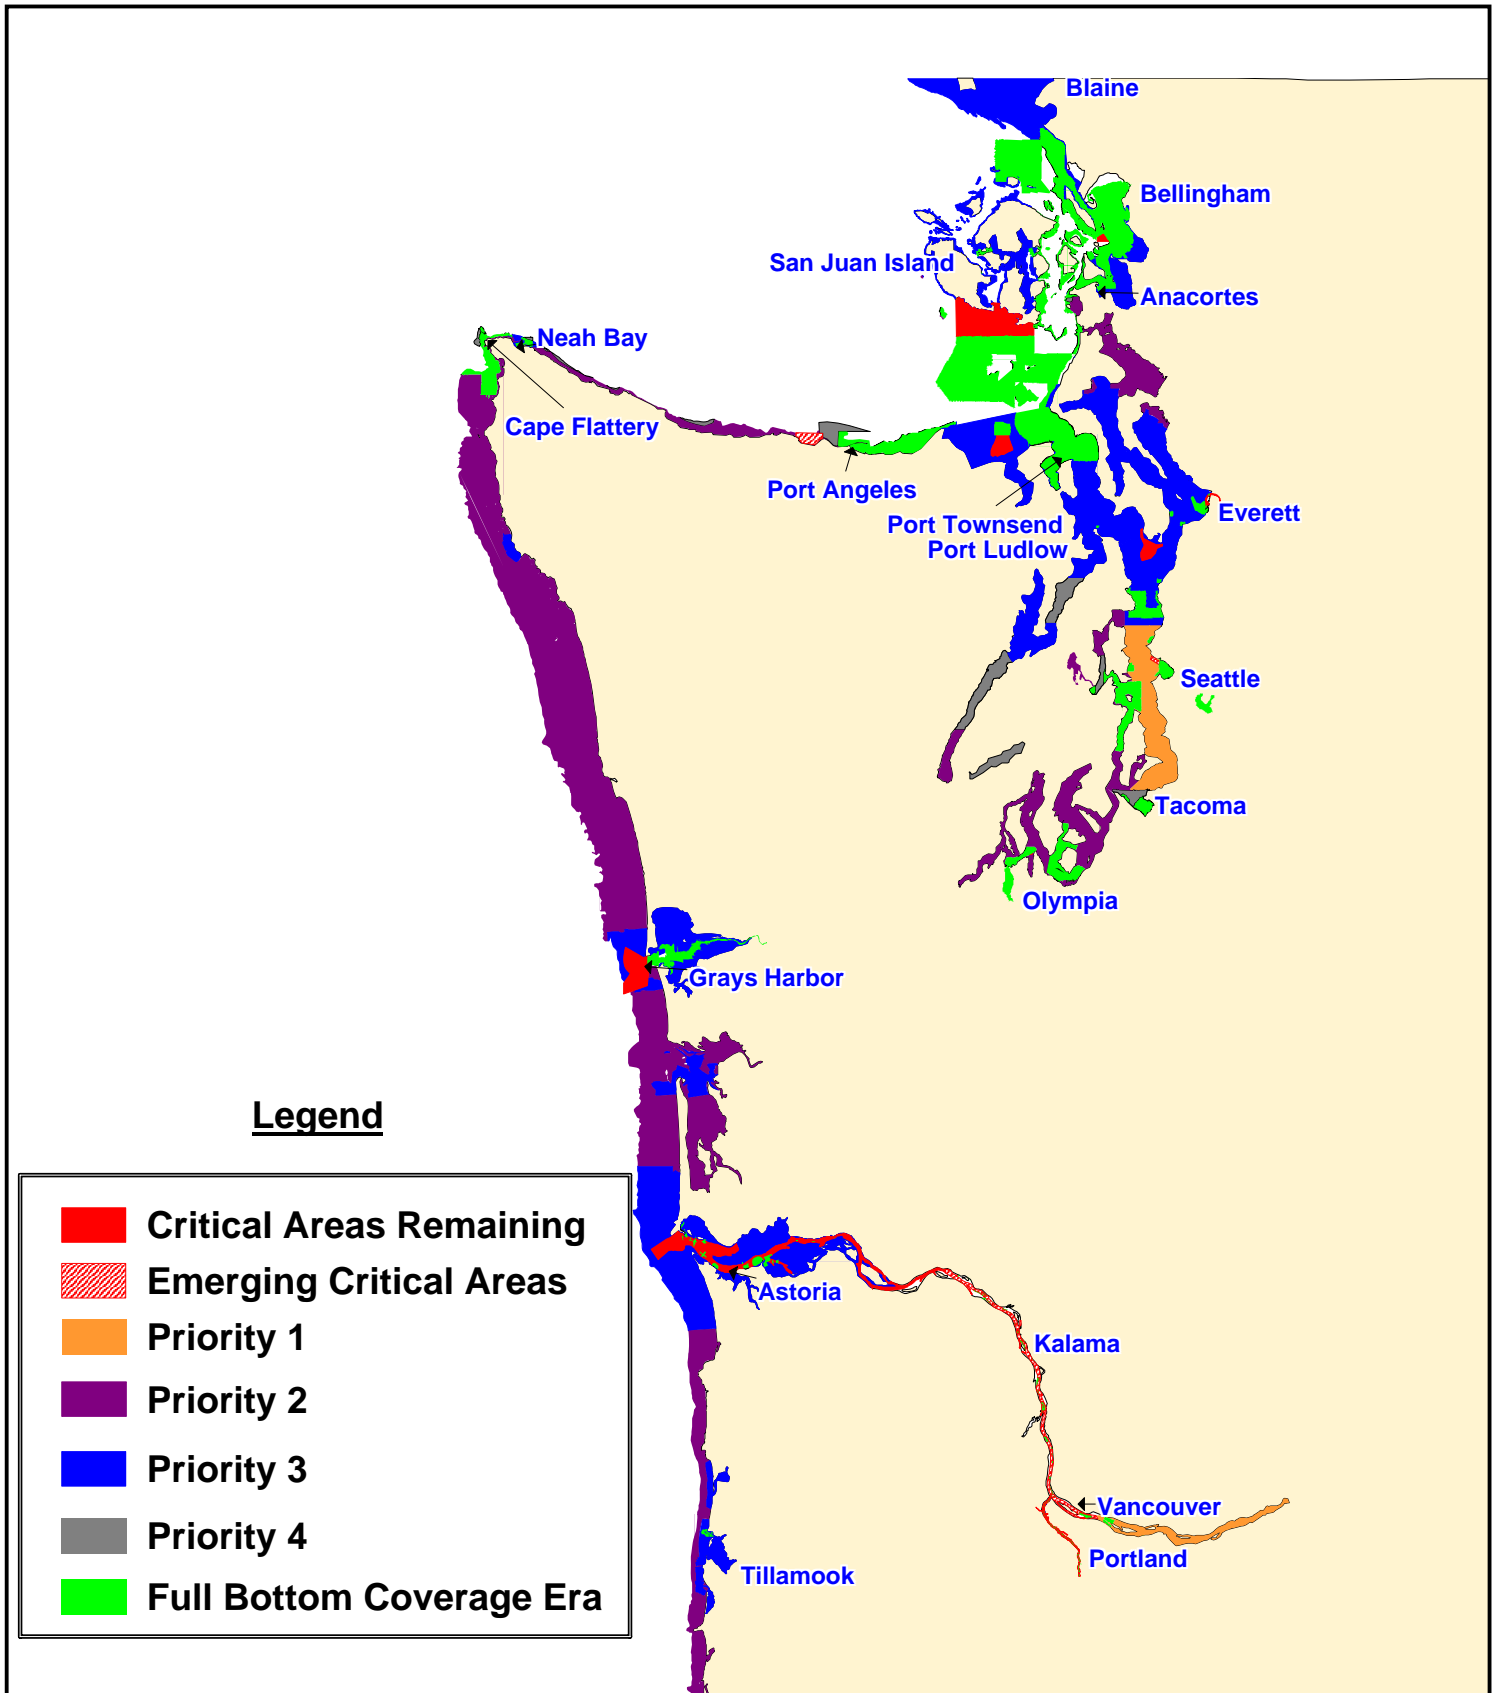 Blaine
Bellingham
San Juan Island
Anacortes
Neah Bay
Cape Flattery
Port Angeles
Port Townsend
Port Ludlow
Everett
Seattle
Tacoma
Olympia
Grays Harbor
Legend
Critical Areas Remaining
Emerging Critical Areas
Priority 1
Priority 2
Priority 3
Priority 4
Full Bottom Coverage Era
Astoria
Kalama
Vancouver
Portland
Tillamook